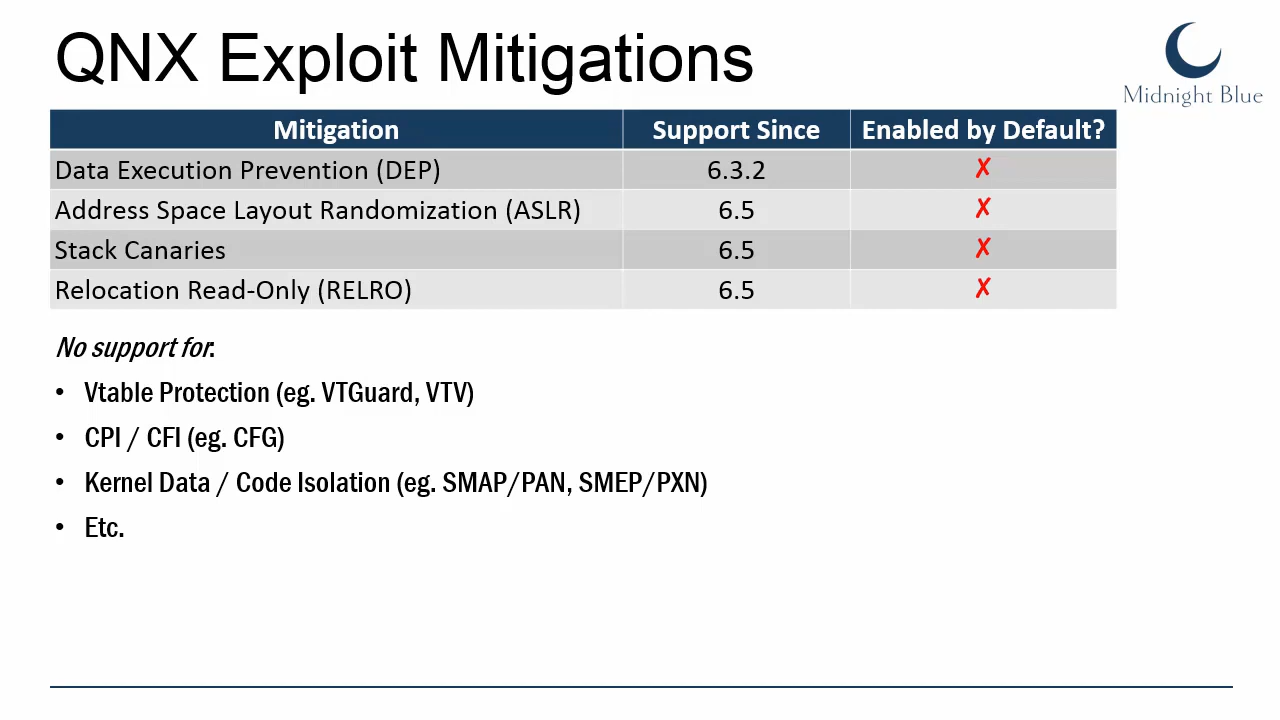 QNX Exploit Mitigations
Midnight Blue
Mitigation Support Since Enabled by Default?
Data Execution Prevention (DEP) 6.3.2 ✗
Address Space Layout Randomization (ASLR) 6.5 ✗
Stack Canaries 6.5 ✗
Relocation Read-Only (RELRO) 6.5 ✗
No support for:
• Vtable Protection (eg. VTGuard, VTV)
• CPI / CFI (eg. CFG)
• Kernel Data / Code Isolation (eg. SMAP/PAN, SMEP/PXN)
• Etc.